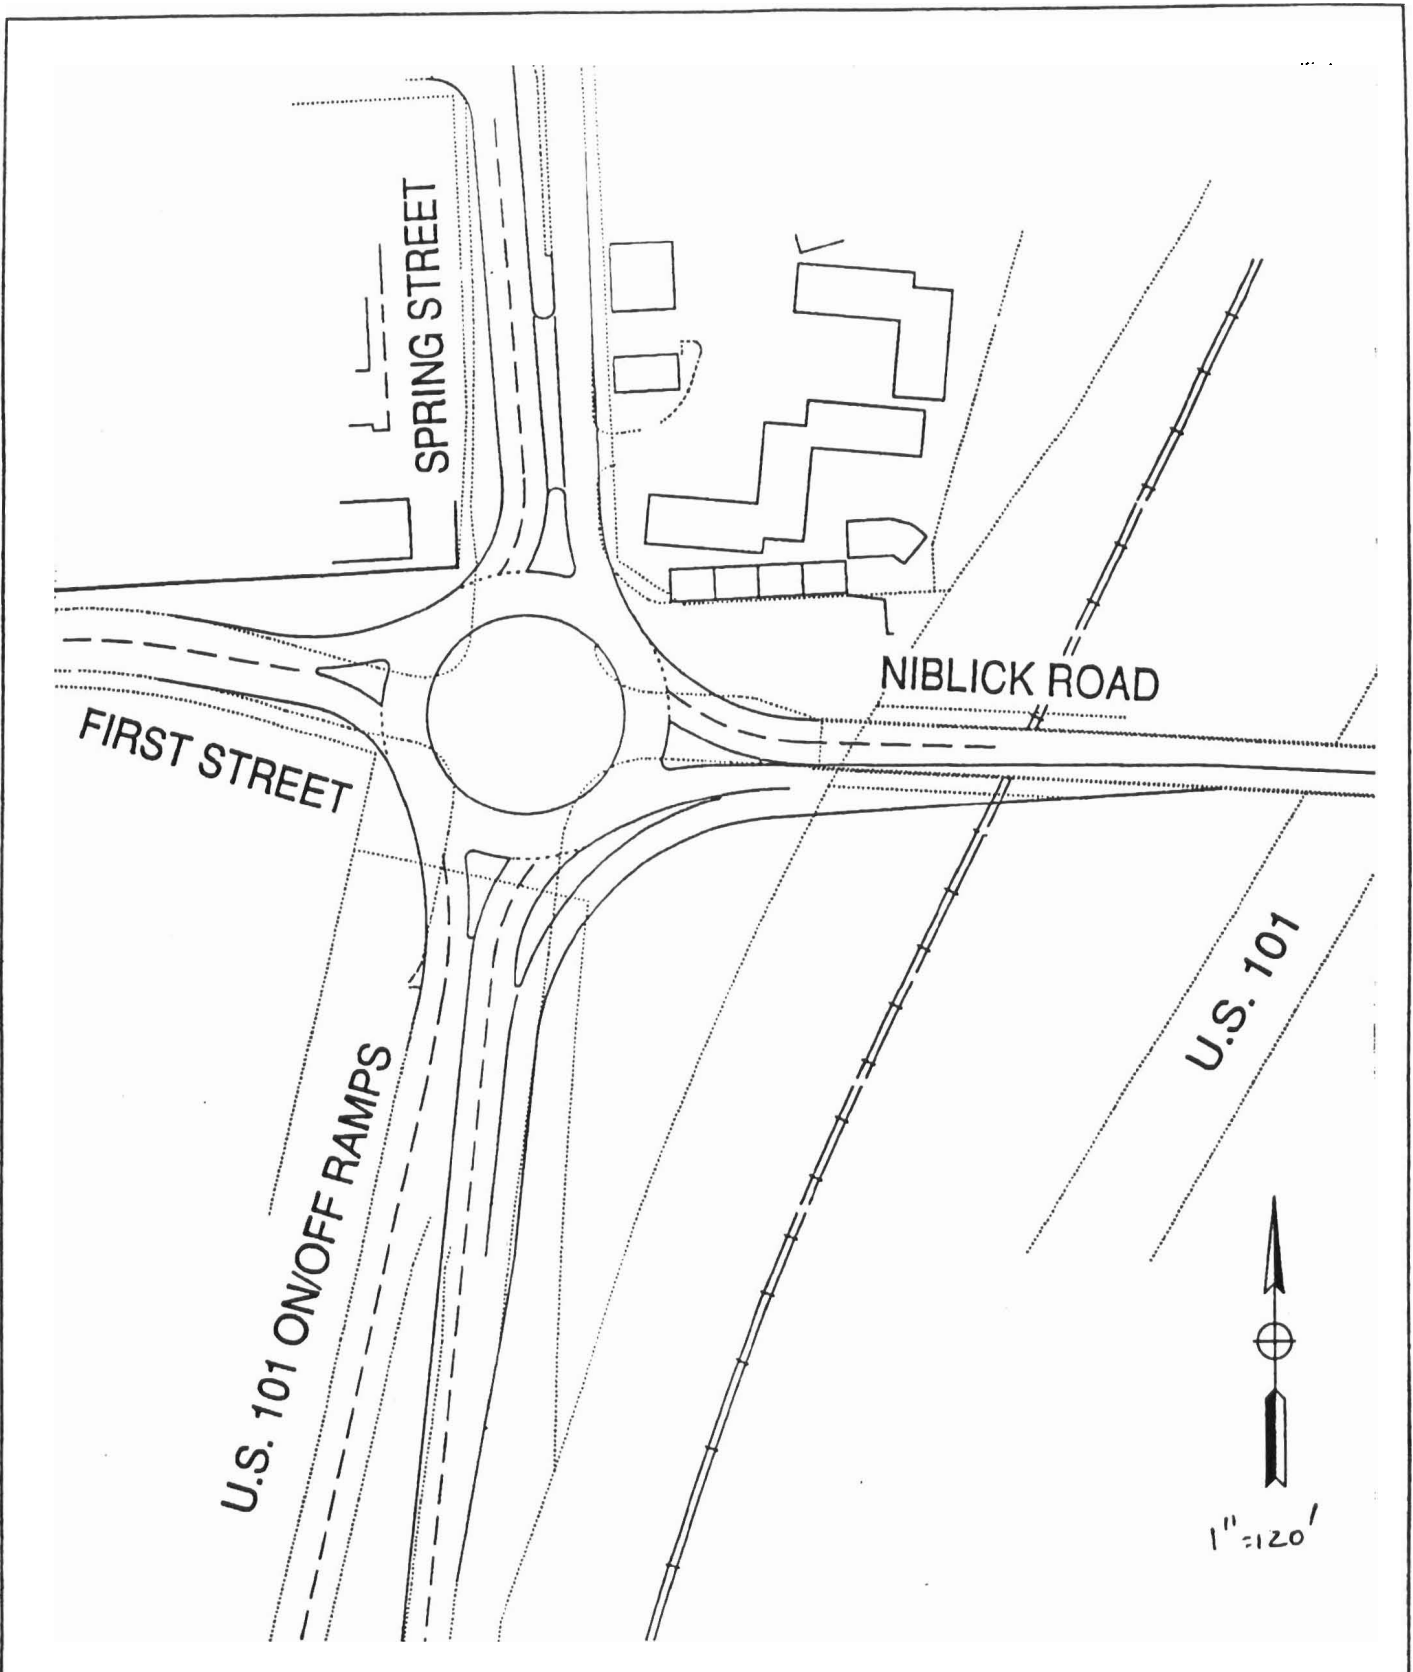 SPRING STREET
NIBLICK ROAD
FIRST STREET
U.S. 101
U.S. 101 ON/OFF RAMPS
1"=120'